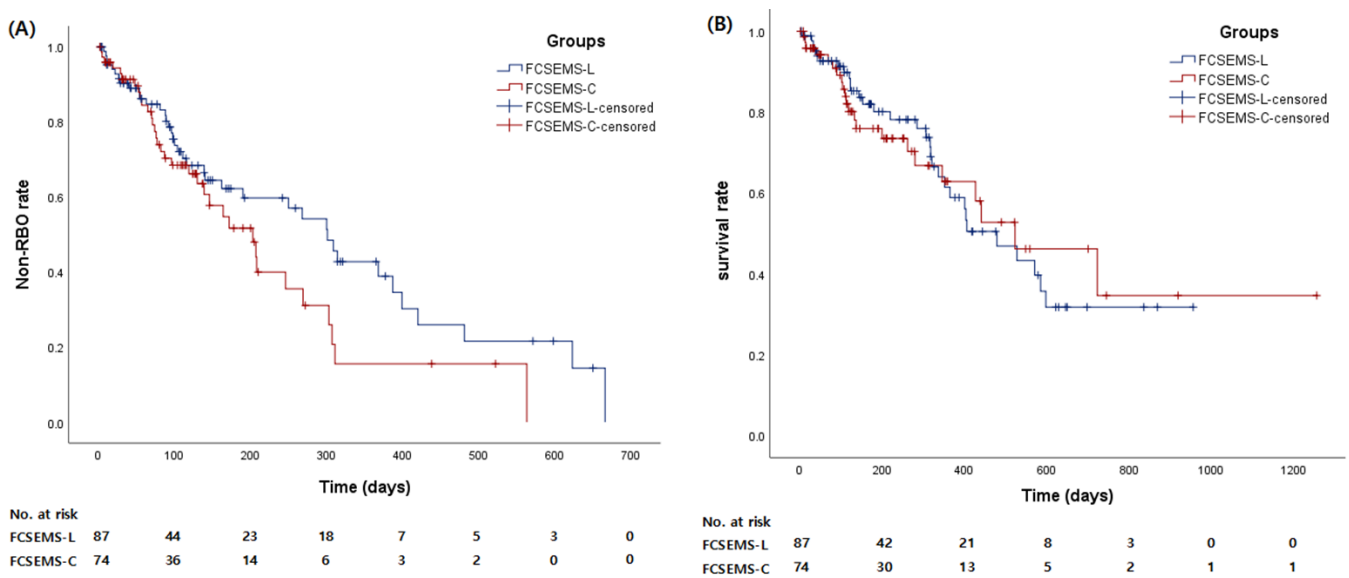 (A)
Groups
FCSEMS-L
FCSEMS-C
FCSEMS-L-censored
FCSEMS-C-censored
Non-RBO rate
1.0
0.8
0.6
0.4
0.2
0.0
0 100 200 300 400 500 600 700
Time (days)
No. at risk
FCSEMS-L 87 44 23 18 7 5 3 0
FCSEMS-C 74 36 14 6 3 2 0 0
(B)
Groups
FCSEMS-L
FCSEMS-C
FCSEMS-L-censored
FCSEMS-C-censored
survival rate
1.0
0.8
0.6
0.4
0.2
0.0
0 200 400 600 800 1000 1200
Time (days)
No. at risk
FCSEMS-L 87 42 21 8 3 0 0
FCSEMS-C 74 30 13 5 2 1 1